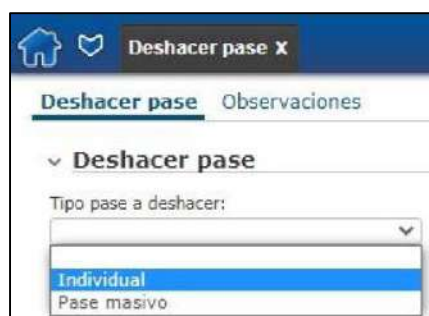 Deshacer pase X
Deshacer pase Observaciones
Deshacer pase
Tipo pase a deshacer:
Individual
Pase masivo